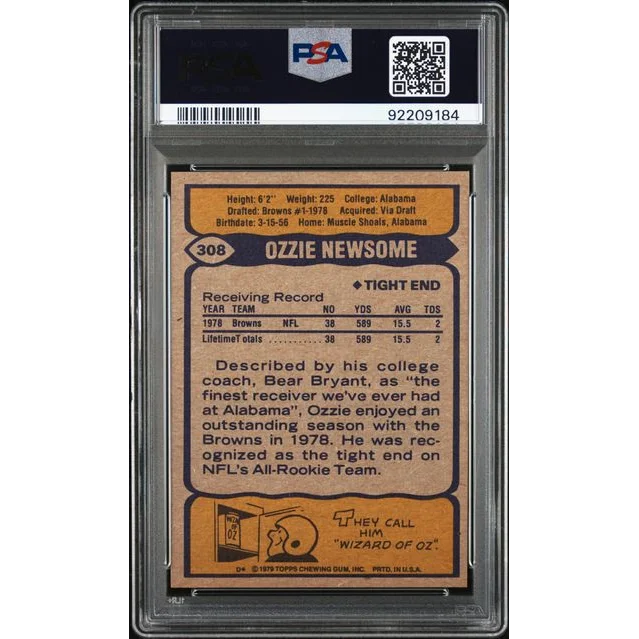 PSA
92209184
Height: 6'2" Weight: 225 College: Alabama
Drafted: Browns #1-1978 Acquired: Via Draft
Birthdate: 3-15-56 Home: Muscle Shoals, Alabama
308 OZZIE NEWSOME
◆TIGHT END
Receiving Record
YEAR TEAM NO YDS AVG TDS
1978 Browns NFL 38 589 15.5 2
LifetimeT otals ........... 38 589 15.5 2
Described by his college
coach, Bear Bryant, as "the
finest receiver we've ever had
at Alabama", Ozzie enjoyed an
outstanding season with the
Browns in 1978. He was rec-
ognized as the tight end on
NFL's All-Rookie Team.
WIZ
OF
OZ
THEY CALL
HIM
"WIZARD OF OZ".
D* ©1979 TOPPS CHEWING GUM, INC. PRTD. IN U.S.A.